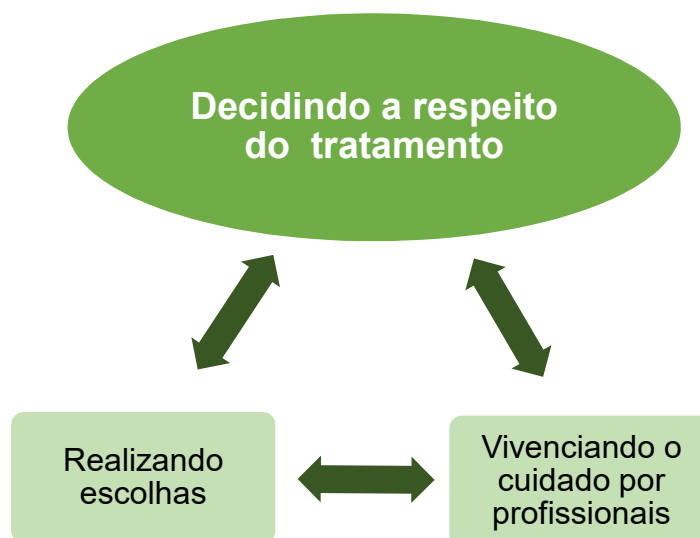 Decidindo a respeito
do tratamento
Realizando
escolhas
Vivenciando o
cuidado por
profissionais